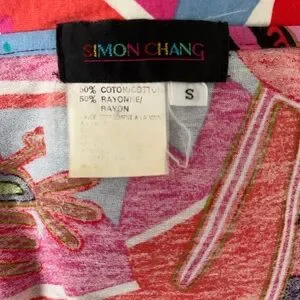 SIMON CHANG
50% COTON/COTTON
50% RAYONNE/
RAYON
S